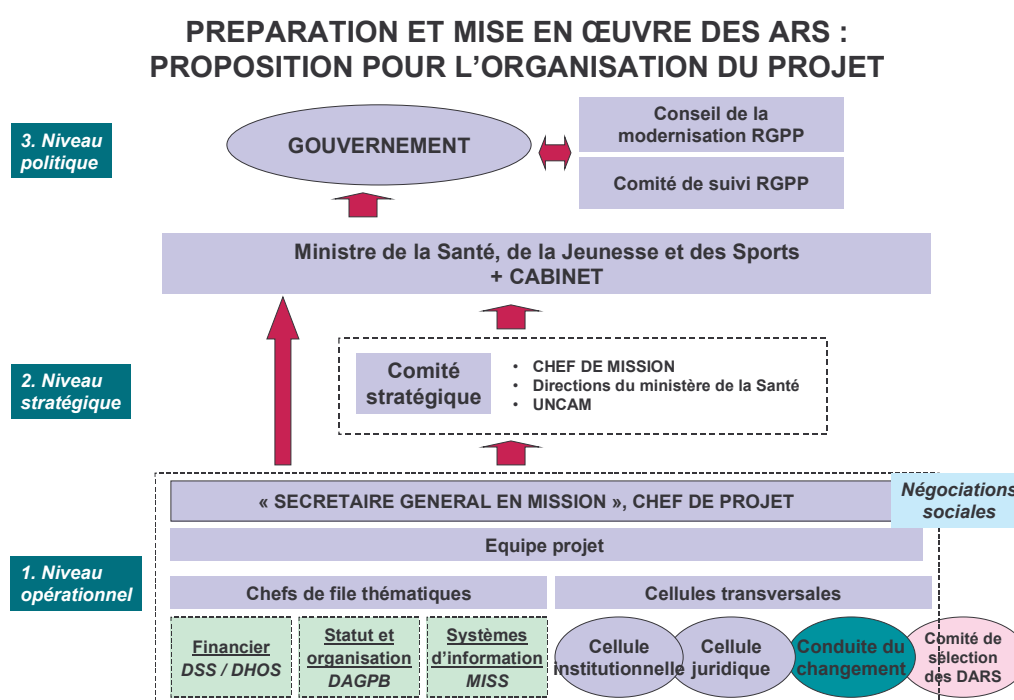 PREPARATION ET MISE EN ŒUVRE DES ARS :
PROPOSITION POUR L'ORGANISATION DU PROJET
3. Niveau
politique
GOUVERNEMENT
Conseil de la
modernisation RGPP
Comité de suivi RGPP
Ministre de la Santé, de la Jeunesse et des Sports
+ CABINET
2. Niveau
stratégique
Comité
stratégique
• CHEF DE MISSION
• Directions du ministère de la Santé
• UNCAM
« SECRETAIRE GENERAL EN MISSION », CHEF DE PROJET
Négociations
sociales
Equipe projet
1. Niveau
opérationnel
Chefs de file thématiques
Cellules transversales
Financier
DSS / DHOS
Statut et
organisation
DAGPB
Systèmes
d'information
MISS
Cellule
institutionnelle
Cellule
juridique
Conduite du
changement
Comité de
sélection
des DARS